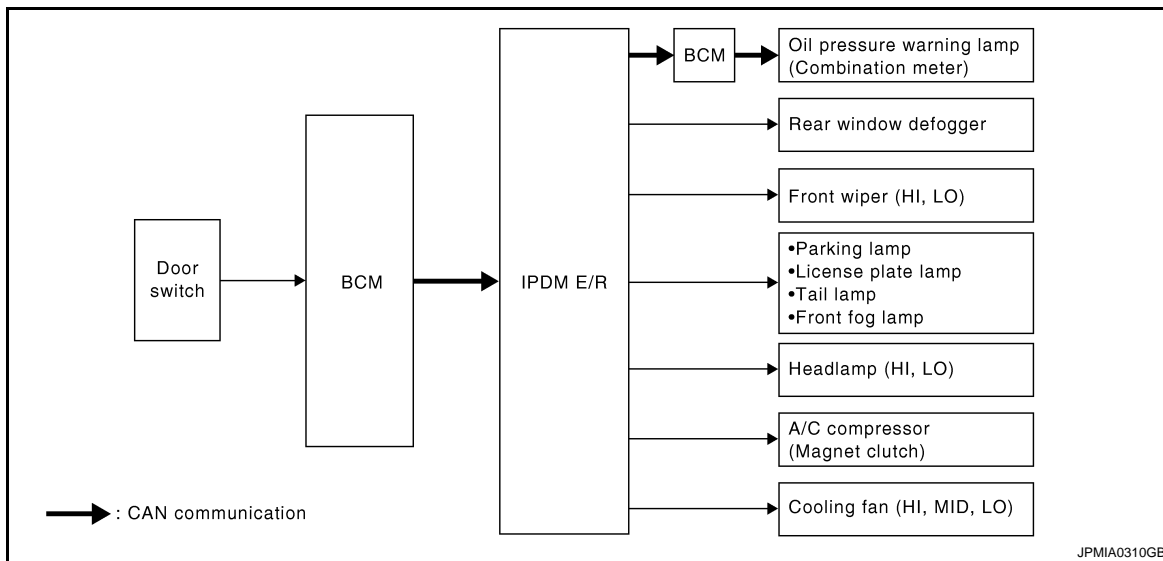 Door
switch
BCM
IPDM E/R
BCM
Oil pressure warning lamp
(Combination meter)
Rear window defogger
Front wiper (HI, LO)
•Parking lamp
•License plate lamp
•Tail lamp
•Front fog lamp
Headlamp (HI, LO)
A/C compressor
(Magnet clutch)
Cooling fan (HI, MID, LO)
: CAN communication
JPMIA0310GB